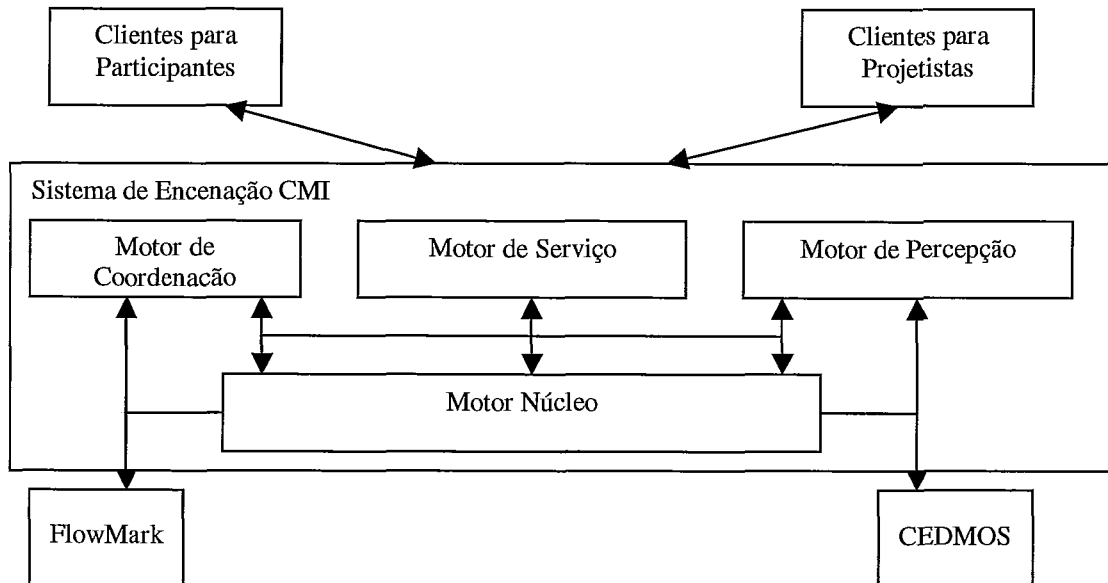 Clientes para
Participantes
Clientes para
Projetistas
Sistema de Encenação CMI
Motor de
Coordenação
Motor de Serviço
Motor de Percepção
Motor Núcleo
FlowMark
CEDMOS